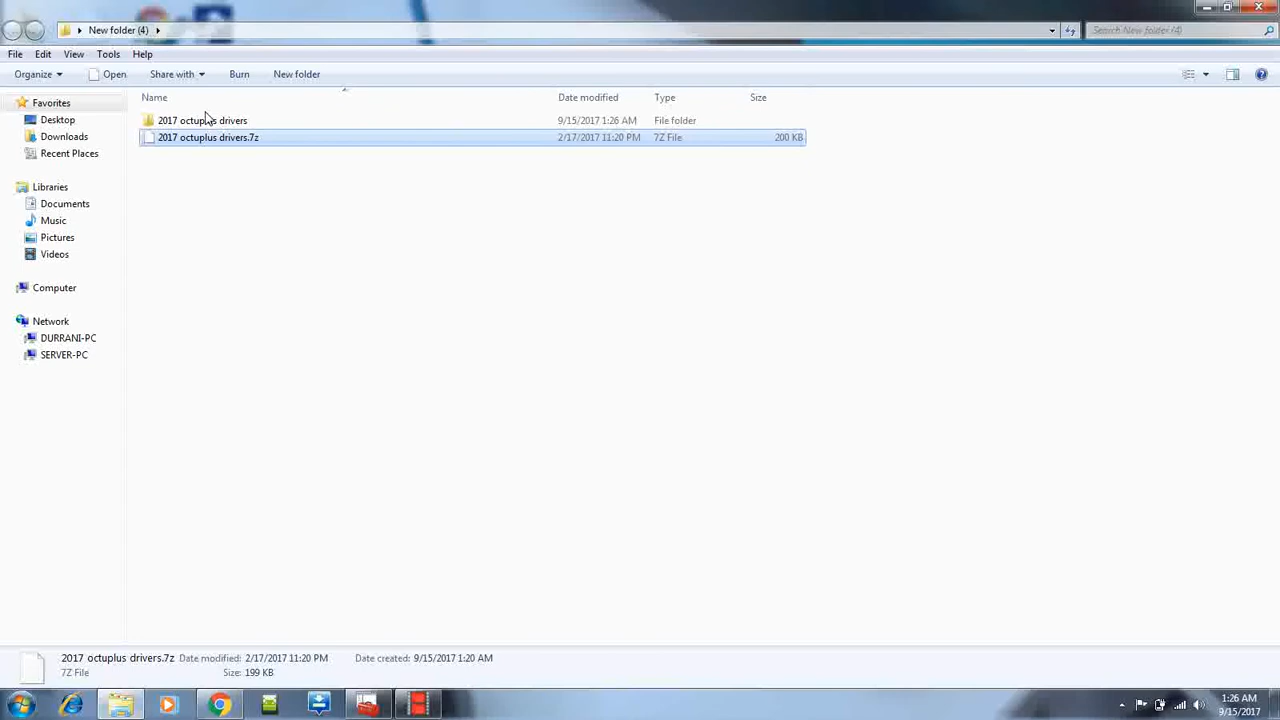 New folder (4)
Search New folder (4)
File Edit View Tools Help
Organize Open Share with Burn New folder
Name Date modified Type Size
Favorites
Desktop
Downloads
Recent Places
Libraries
Documents
Music
Pictures
Videos
Computer
Network
DURRANI-PC
SERVER-PC
2017 octuplus drivers 9/15/2017 1:26 AM File folder
2017 octuplus drivers.7z 2/17/2017 11:20 PM 7Z File 200 KB
2017 octuplus drivers.7z Date modified: 2/17/2017 11:20 PM Date created: 9/15/2017 1:20 AM
7Z File Size: 199 KB
1:26 AM
9/15/2017